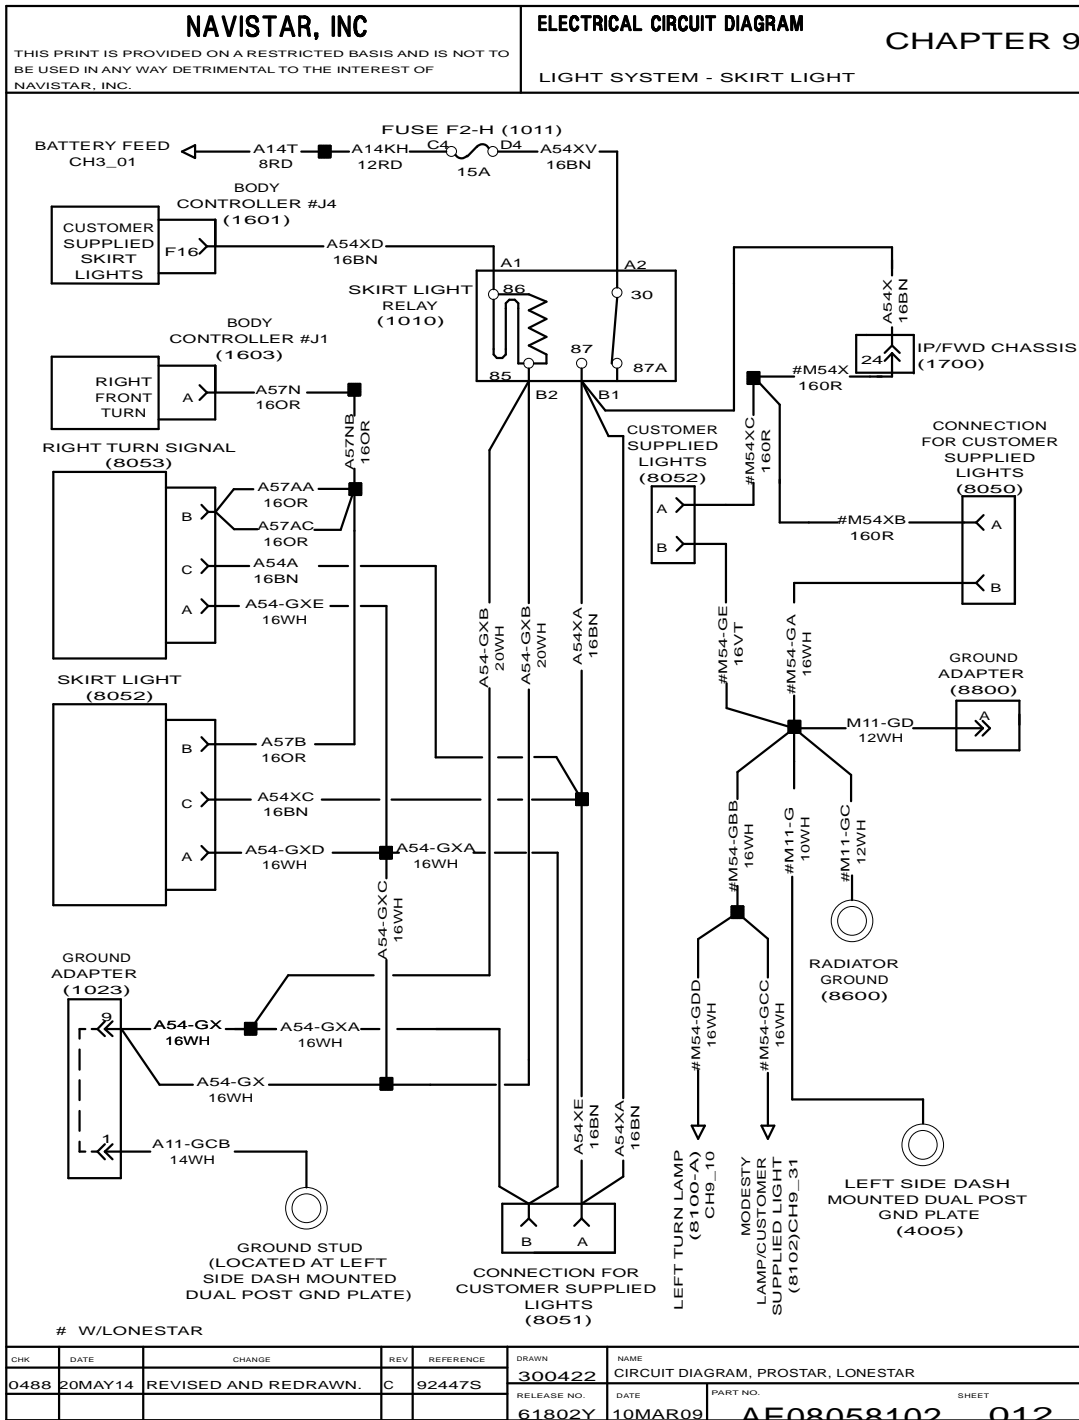 NAVISTAR, INC
THIS PRINT IS PROVIDED ON A RESTRICTED BASIS AND IS NOT TO
BE USED IN ANY WAY DETRIMENTAL TO THE INTEREST OF
NAVISTAR, INC.
ELECTRICAL CIRCUIT DIAGRAM
CHAPTER 9
LIGHT SYSTEM - SKIRT LIGHT
BATTERY FEED
CH3_01
A14T
8RD
A14KH
12RD
FUSE F2-H (1011)
C4
D4
15A
A54XV
16BN
BODY
CONTROLLER #J4
(1601)
CUSTOMER
SUPPLIED
SKIRT
LIGHTS
F16
A54XD
16BN
A1
A2
SKIRT LIGHT
RELAY
(1010)
86
30
87
85
87A
B2
B1
A54X
16BN
24
IP/FWD CHASSIS
(1700)
#M54X
16OR
BODY
CONTROLLER #J1
(1603)
RIGHT
FRONT
TURN
A
A57N
16OR
A57NB
16OR
RIGHT TURN SIGNAL
(8053)
B
A57AA
16OR
A57AC
16OR
C
A54A
16BN
A
A54-GXE
16WH
CUSTOMER
SUPPLIED
LIGHTS
(8052)
A
B
#M54XC
16OR
CONNECTION
FOR CUSTOMER
SUPPLIED
LIGHTS
(8050)
A
B
#M54XB
16OR
A54-GXB
20WH
A54-GXB
20WH
A54XA
16BN
#M54-GE
16VT
#M54-GA
16WH
GROUND
ADAPTER
(8800)
A
M11-GD
12WH
SKIRT LIGHT
(8052)
B
A57B
16OR
C
A54XC
16BN
A
A54-GXD
16WH
A54-GXA
16WH
A54-GXC
16WH
#M54-GBB
16WH
#M11-G
10WH
#M11-GC
12WH
RADIATOR
GROUND
(8600)
GROUND
ADAPTER
(1023)
9
A54-GX
16WH
A54-GXA
16WH
A54-GX
16WH
1
A11-GCB
14WH
GROUND STUD
(LOCATED AT LEFT
SIDE DASH MOUNTED
DUAL POST GND PLATE)
A54XE
16BN
A54XA
16BN
B
A
CONNECTION FOR
CUSTOMER SUPPLIED
LIGHTS
(8051)
#M54-GDD
16WH
#M54-GCC
16WH
LEFT TURN LAMP
(8100-A)
CH9_10
MODESTY
LAMP/CUSTOMER
SUPPLIED LIGHT
(8102)CH9_31
LEFT SIDE DASH
MOUNTED DUAL POST
GND PLATE
(4005)
# W/LONESTAR
CHK
DATE
CHANGE
REV
REFERENCE
0488
20MAY14
REVISED AND REDRAWN.
C
92447S
DRAWN
300422
NAME
CIRCUIT DIAGRAM, PROSTAR, LONESTAR
RELEASE NO.
61802Y
DATE
10MAR09
PART NO.
AE08058102
SHEET
012